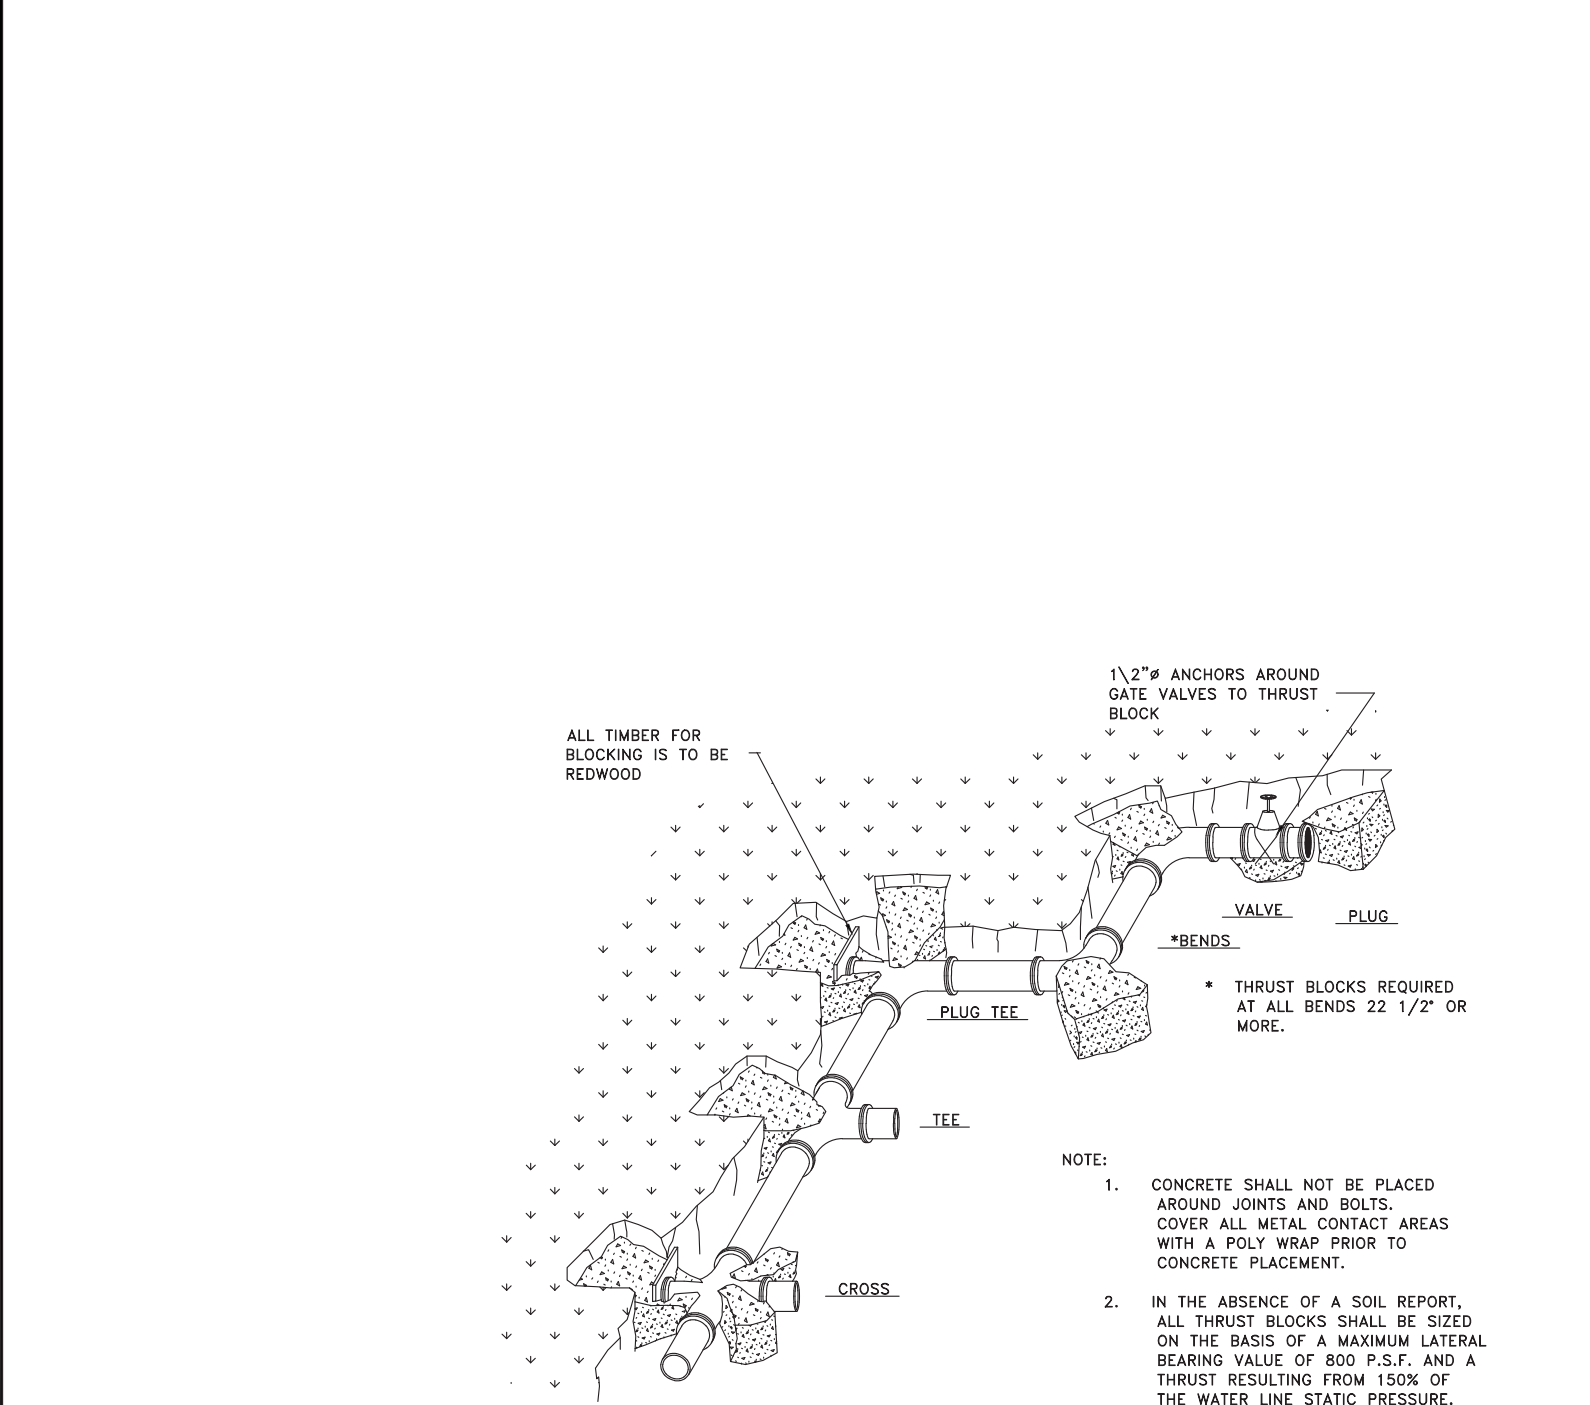 1\2"ø ANCHORS AROUND
GATE VALVES TO THRUST
BLOCK
ALL TIMBER FOR
BLOCKING IS TO BE
REDWOOD
VALVE
PLUG
*BENDS
* THRUST BLOCKS REQUIRED
AT ALL BENDS 22 1/2° OR
MORE.
PLUG TEE
TEE
NOTE:
1. CONCRETE SHALL NOT BE PLACED
AROUND JOINTS AND BOLTS.
COVER ALL METAL CONTACT AREAS
WITH A POLY WRAP PRIOR TO
CONCRETE PLACEMENT.
CROSS
2. IN THE ABSENCE OF A SOIL REPORT,
ALL THRUST BLOCKS SHALL BE SIZED
ON THE BASIS OF A MAXIMUM LATERAL
BEARING VALUE OF 800 P.S.F. AND A
THRUST RESULTING FROM 150% OF
THE WATER LINE STATIC PRESSURE.